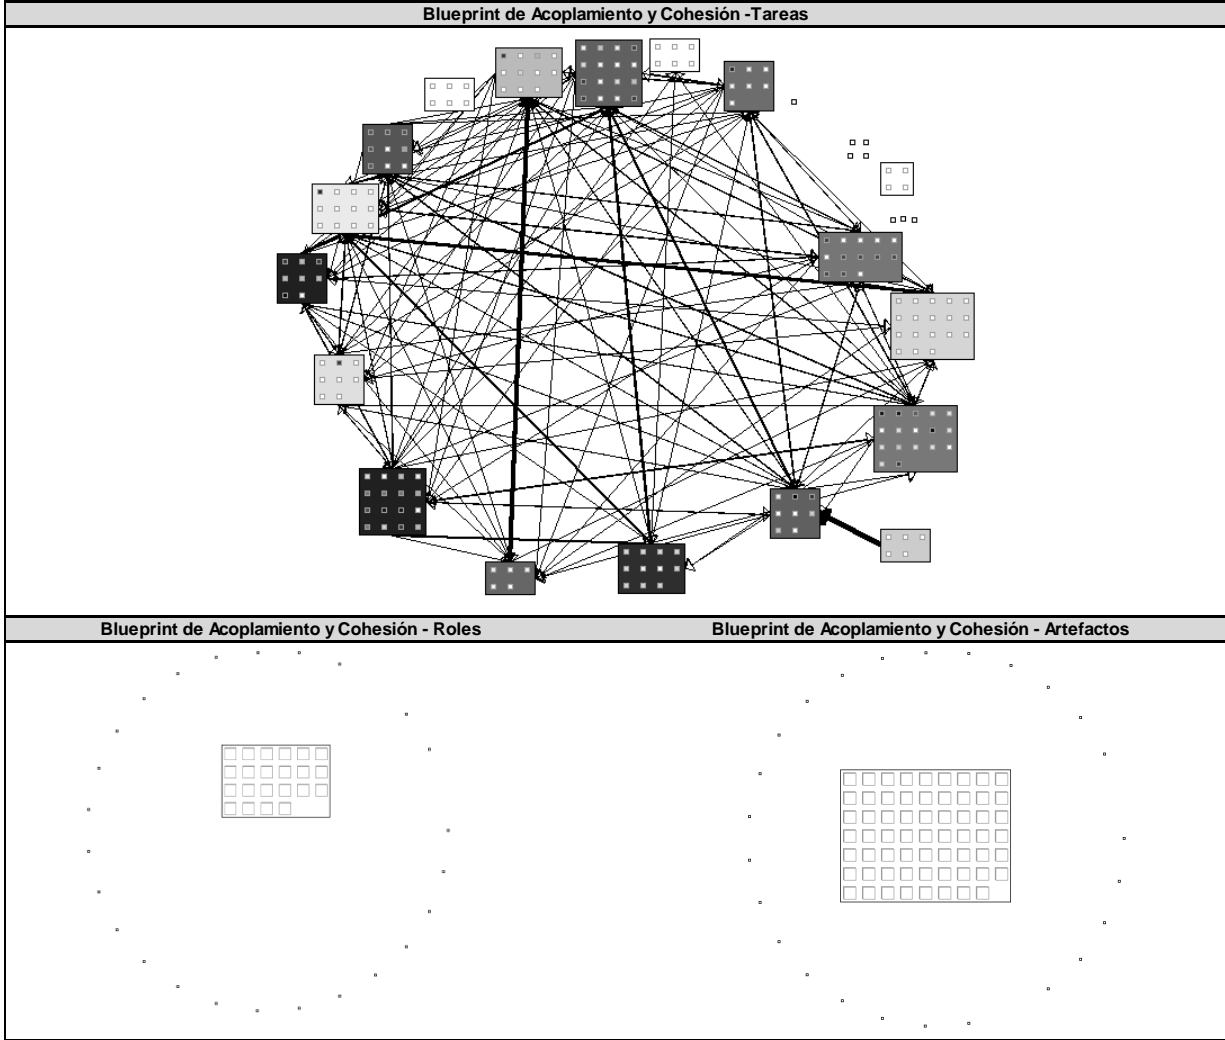 Blueprint de Acoplamiento y Cohesión -Tareas
Blueprint de Acoplamiento y Cohesión - Roles
Blueprint de Acoplamiento y Cohesión - Artefactos